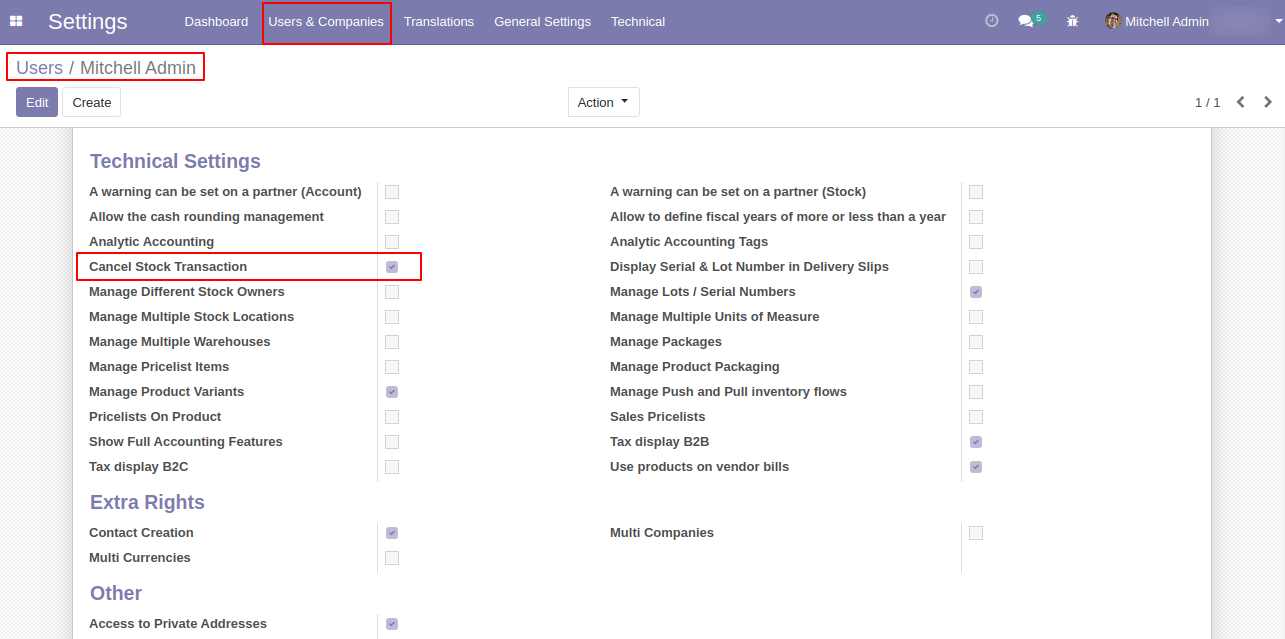 Settings Dashboard Users & Companies Translations General Settings Technical 5 Mitchell Admin
Users / Mitchell Admin
Edit Create Action 1 / 1
Technical Settings
A warning can be set on a partner (Account) A warning can be set on a partner (Stock)
Allow the cash rounding management Allow to define fiscal years of more or less than a year
Analytic Accounting Analytic Accounting Tags
Cancel Stock Transaction Display Serial & Lot Number in Delivery Slips
Manage Different Stock Owners Manage Lots / Serial Numbers
Manage Multiple Stock Locations Manage Multiple Units of Measure
Manage Multiple Warehouses Manage Packages
Manage Pricelist Items Manage Product Packaging
Manage Product Variants Manage Push and Pull inventory flows
Pricelists On Product Sales Pricelists
Show Full Accounting Features Tax display B2B
Tax display B2C Use products on vendor bills
Extra Rights
Contact Creation Multi Companies
Multi Currencies
Other
Access to Private Addresses